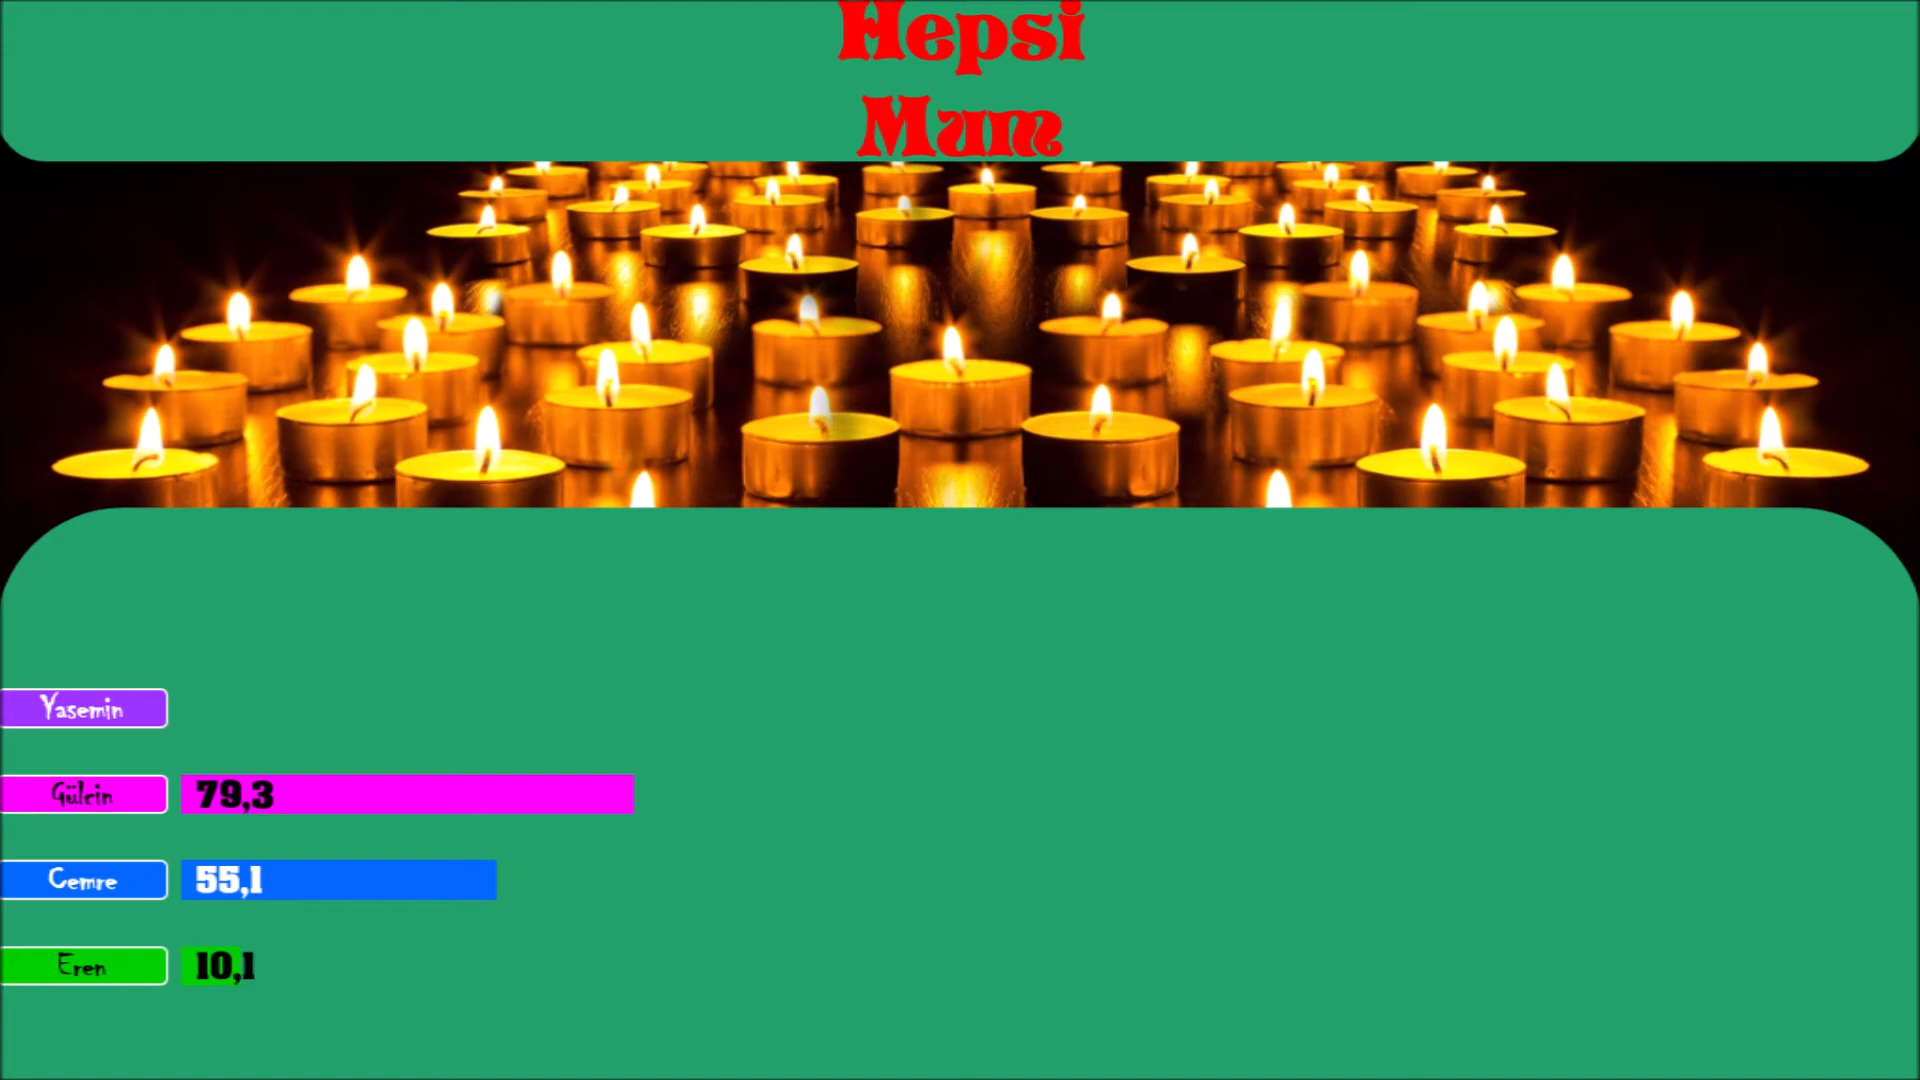 Hepsi
Mum
Yasemin
Gülcin
79,3
Cemre
55,1
Eren
10,1